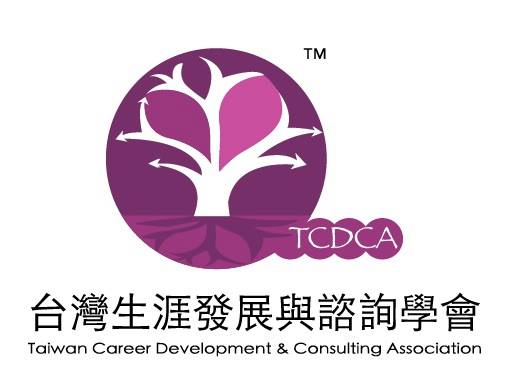 TM
TCDCA
台灣生涯發展與諮詢學會
Taiwan Career Development & Consulting Association